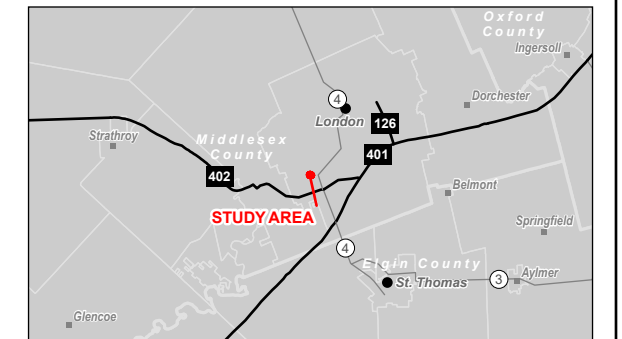 Oxford
County
Ingersoll
Dorchester
4
London
126
Strathroy
Middlesex
County
401
402
Belmont
STUDY AREA
Springfield
4
Elgin County
Aylmer
St. Thomas
3
Glencoe